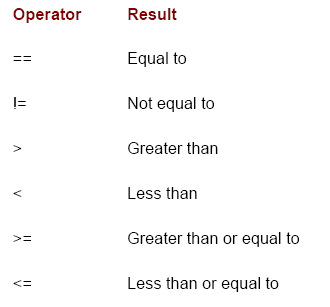 Operator Result
== Equal to
!= Not equal to
> Greater than
< Less than
>= Greater than or equal to
<= Less than or equal to